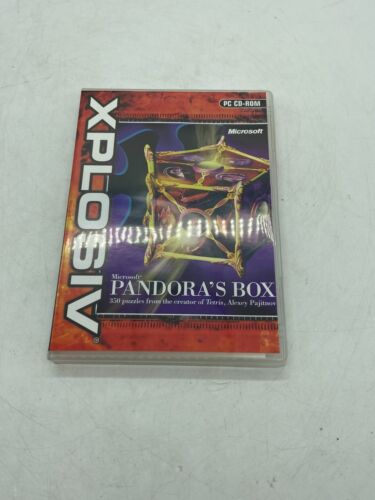 XPLOSIV®
PC CD-ROM
Microsoft
Microsoft®
PANDORA'S BOX
350 puzzles from the creator of Tetris, Alexey Pajitnov